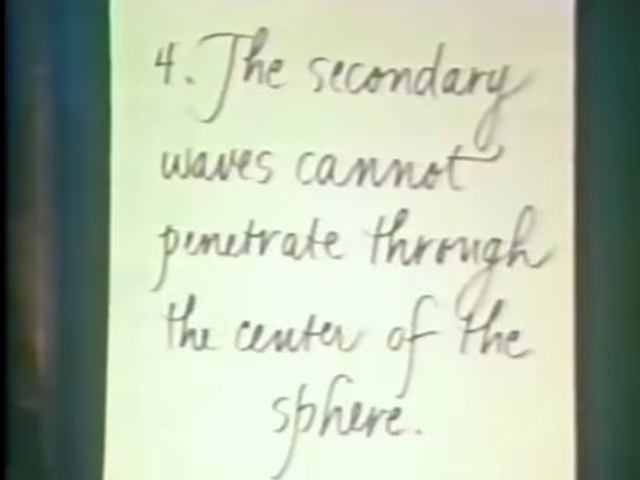 4. The secondary
waves cannot
penetrate through
the center of the
sphere.